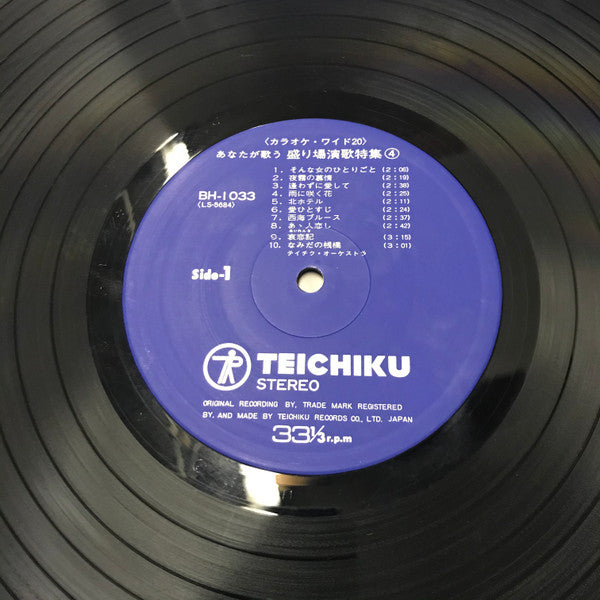 〈カラオケ・ワイド20〉
あなたが歌う 盛り場演歌特集④
BH-1033
(LS-5684)
1. そんな女のひとりごと (2:06)
2. 夜霧の慕情 (2:19)
3. 逢わずに愛して (2:38)
4. 雨に咲く花 (2:25)
5. 北ホテル (2:11)
6. 愛ひとすじ (2:24)
7. 西海ブルース (2:37)
8. あゝ人恋し (2:42)
9. 哀恋記 (3:15)
10. なみだの桟橋 (3:01)
テイチク・オーケストラ
Side-1
TEICHIKU
STEREO
ORIGINAL RECORDING BY, TRADE MARK REGISTERED
BY, AND MADE BY TEICHIKU RECORDS CO., LTD. JAPAN
33⅓r.p.m